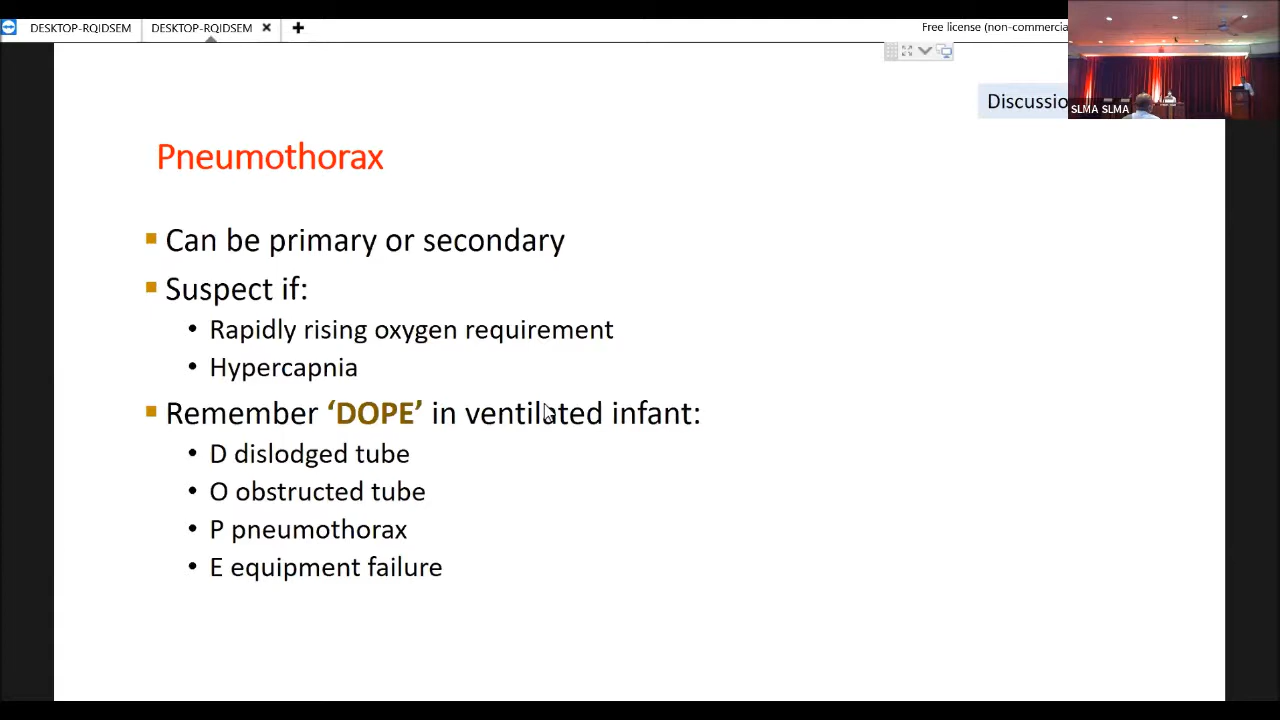 DESKTOP-RQIDSEM DESKTOP-RQIDSEM × +
Free license (non-commercia
Discussio
SLMA SLMA
Pneumothorax
▪ Can be primary or secondary
▪ Suspect if:
• Rapidly rising oxygen requirement
• Hypercapnia
▪ Remember ‘DOPE’ in ventilated infant:
• D dislodged tube
• O obstructed tube
• P pneumothorax
• E equipment failure